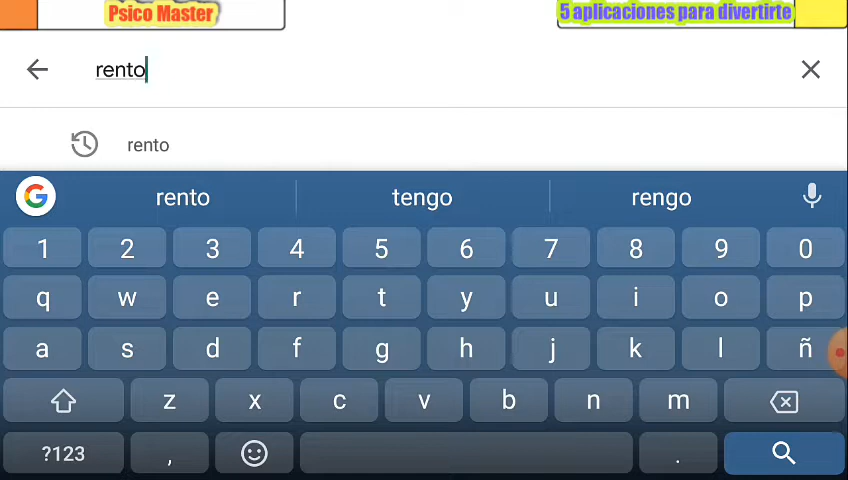 Psico Master
5 aplicaciones para divertirte
rento
rento
rento tengo rengo
1 2 3 4 5 6 7 8 9 0
q w e r t y u i o p
a s d f g h j k l ñ
z x c v b n m
?123 , .